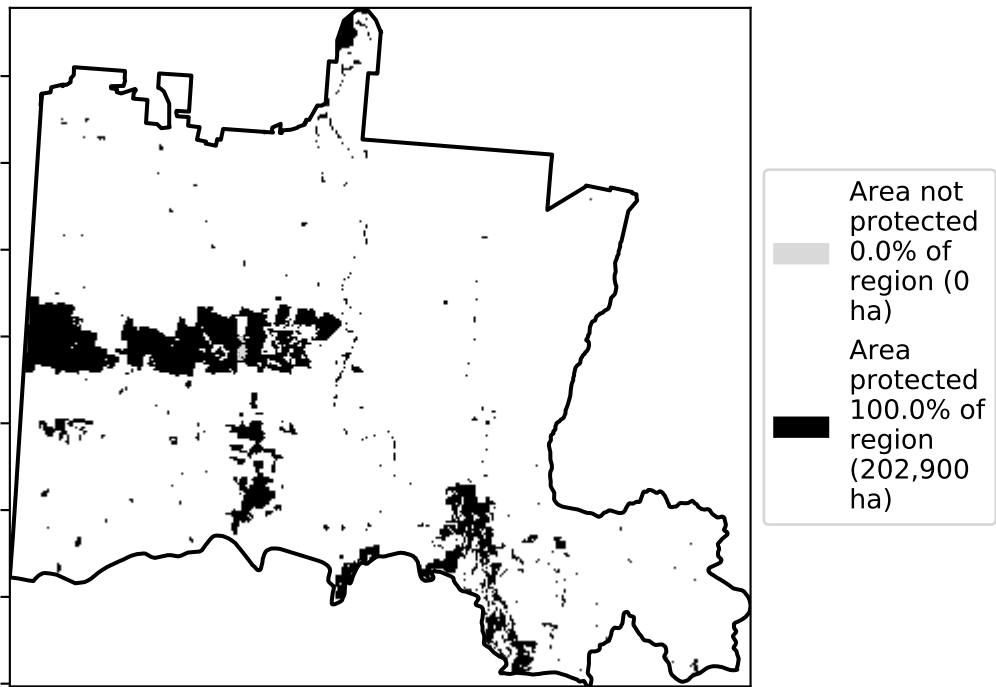 Area not
protected
0.0% of
region (0
ha)
Area
protected
100.0% of
region
(202,900
ha)